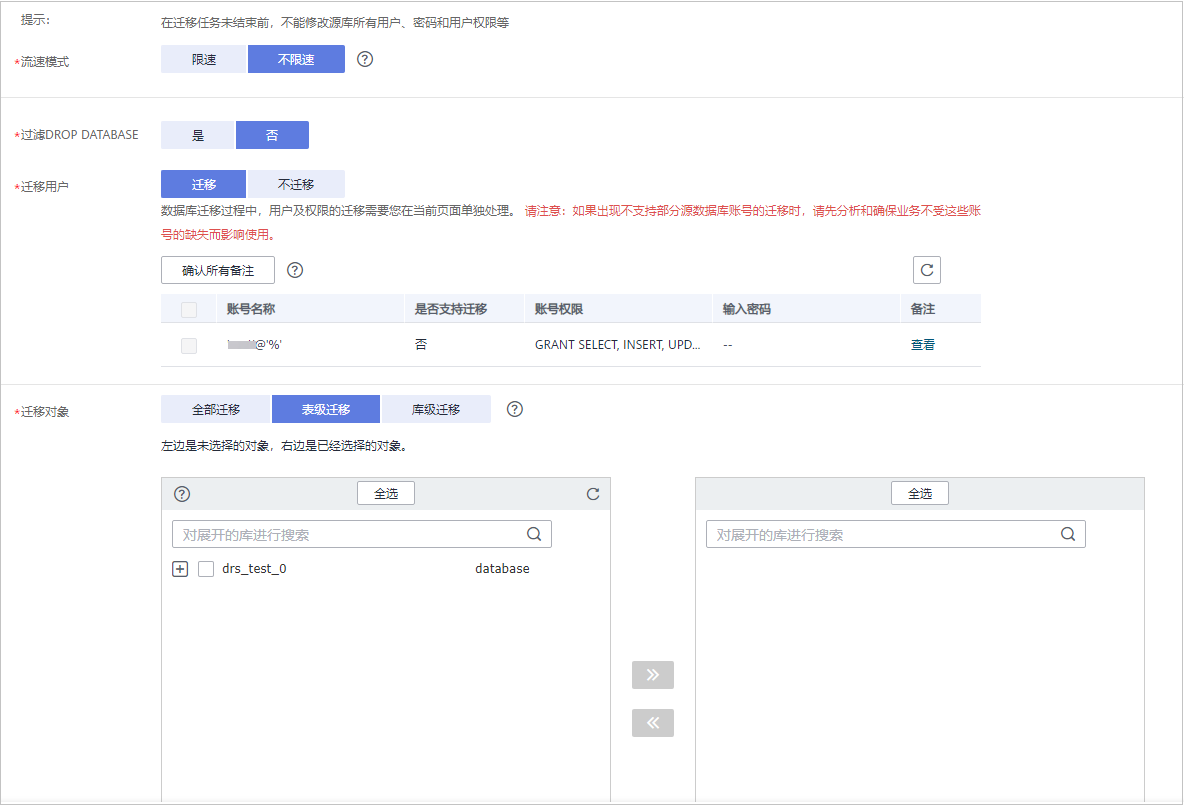 提示:
在迁移任务未结束前，不能修改源库所有用户、密码和用户权限等
*流速模式
限速
不限速
?
*过滤DROP DATABASE
是
否
*迁移用户
迁移
不迁移
数据库迁移过程中，用户及权限的迁移需要您在当前页面单独处理。 请注意：如果出现不支持部分源数据库账号的迁移时，请先分析和确保业务不受这些账
号的缺失而影响使用。
确认所有备注
?
账号名称
是否支持迁移
账号权限
输入密码
备注
@'%'
否
GRANT SELECT, INSERT, UPD...
--
查看
*迁移对象
全部迁移
表级迁移
库级迁移
?
左边是未选择的对象，右边是已经选择的对象。
?
全选
全选
对展开的库进行搜索
对展开的库进行搜索
drs_test_0
database